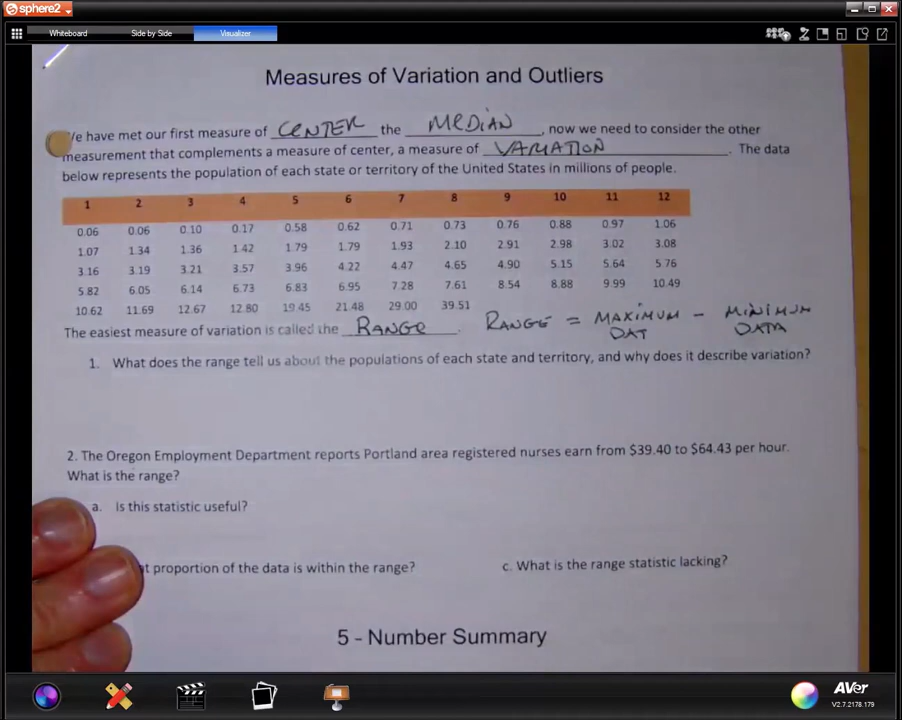 sphere2
Whiteboard Side by Side Visualizer
Measures of Variation and Outliers
We have met our first measure of CENTER the MEDIAN, now we need to consider the other
measurement that complements a measure of center, a measure of VARIATION. The data
below represents the population of each state or territory of the United States in millions of people.
1 2 3 4 5 6 7 8 9 10 11 12
0.06 0.06 0.10 0.17 0.58 0.62 0.71 0.73 0.76 0.88 0.97 1.06
1.07 1.34 1.36 1.42 1.79 1.79 1.93 2.10 2.91 2.98 3.02 3.08
3.16 3.19 3.21 3.57 3.96 4.22 4.47 4.65 4.90 5.15 5.64 5.76
5.82 6.05 6.14 6.73 6.83 6.95 7.28 7.61 8.54 8.88 9.99 10.49
10.62 11.69 12.67 12.80 19.45 21.48 29.00 39.51
The easiest measure of variation is called the RANGE. RANGE = MAXIMUM - MINIMUM
DAT DATA
1. What does the range tell us about the populations of each state and territory, and why does it describe variation?
2. The Oregon Employment Department reports Portland area registered nurses earn from $39.40 to $64.43 per hour.
What is the range?
a. Is this statistic useful?
at proportion of the data is within the range? c. What is the range statistic lacking?
5 - Number Summary
AVer
V2.7.2178.179